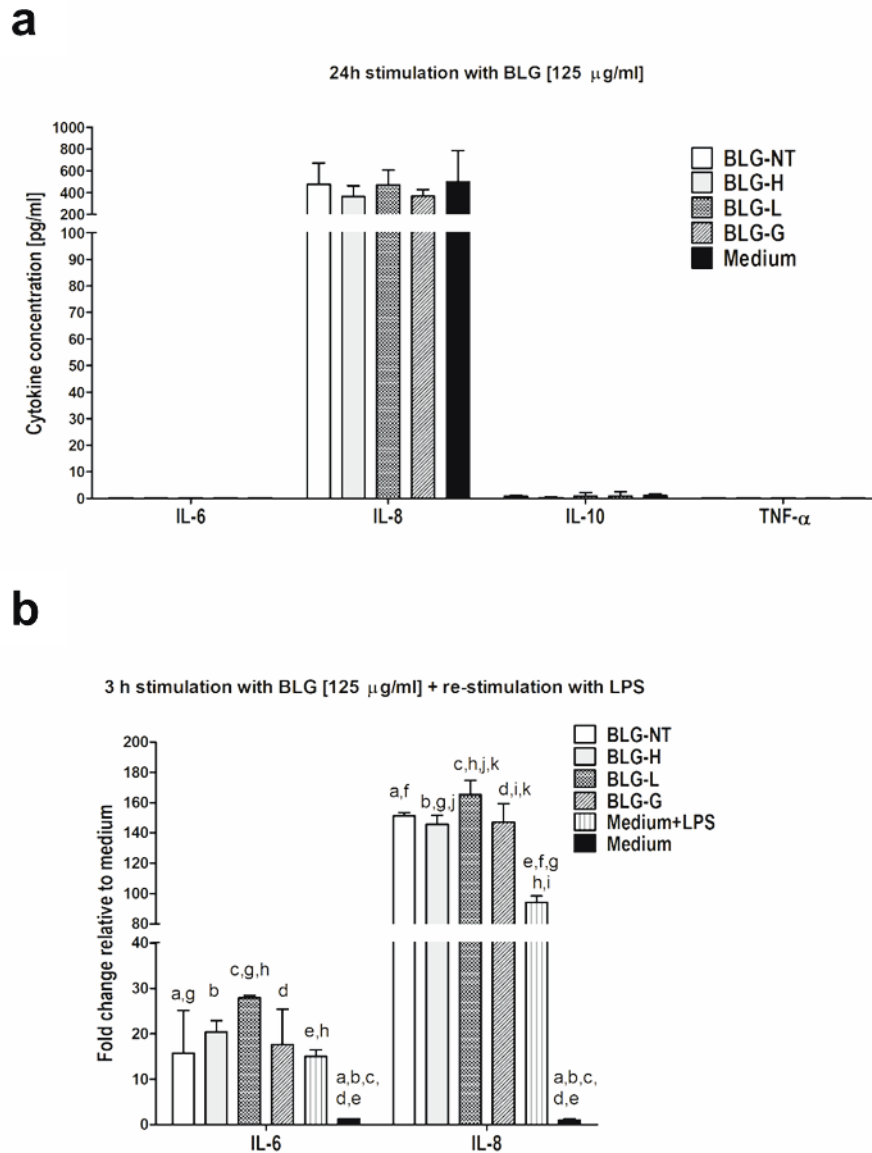 a
24h stimulation with BLG [125 µg/ml]
Cytokine concentration [pg/ml]
1000
800
600
400
200
100
90
80
70
60
50
40
30
20
10
0
IL-6
IL-8
IL-10
TNF-α
BLG-NT
BLG-H
BLG-L
BLG-G
Medium
b
3 h stimulation with BLG [125 µg/ml] + re-stimulation with LPS
Fold change relative to medium
200
180
160
140
120
100
80
40
30
20
10
0
a,g
b
c,g,h
d
e,h
a,b,c,
d,e
a,f
b,g,j
c,h,j,k
d,i,k
e,f,g
h,i
a,b,c,
d,e
IL-6
IL-8
BLG-NT
BLG-H
BLG-L
BLG-G
Medium+LPS
Medium